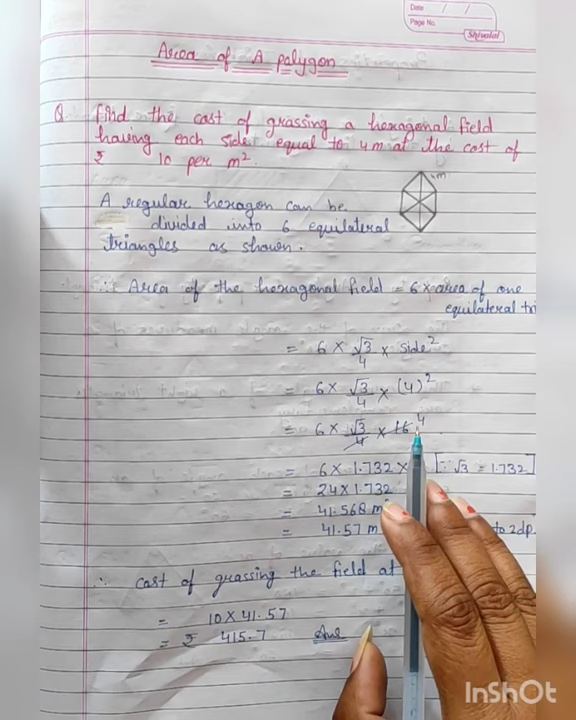 Date / /
Page No.
Shivalal
Area of A polygon
Q Find the cost of grassing a hexagonal field
having each side equal to 4m at the cost of
₹ 10 per m².
A regular hexagon can be
divided into 6 equilateral
triangles as shown.
m
∴ Area of the hexagonal field = 6 × area of one
equilateral tri
= 6 × √3/4 × side²
= 6 × √3/4 × (4)²
= 6 × √3/4 × 16 4
= 6 × 1.732 × [∵ √3 = 1.732]
= 24 × 1.732
= 41.568 m
= 41.57 m to 2dp
∴ cost of grassing the field at
= 10 × 41.57
= ₹ 415.7 Ans
InShOt